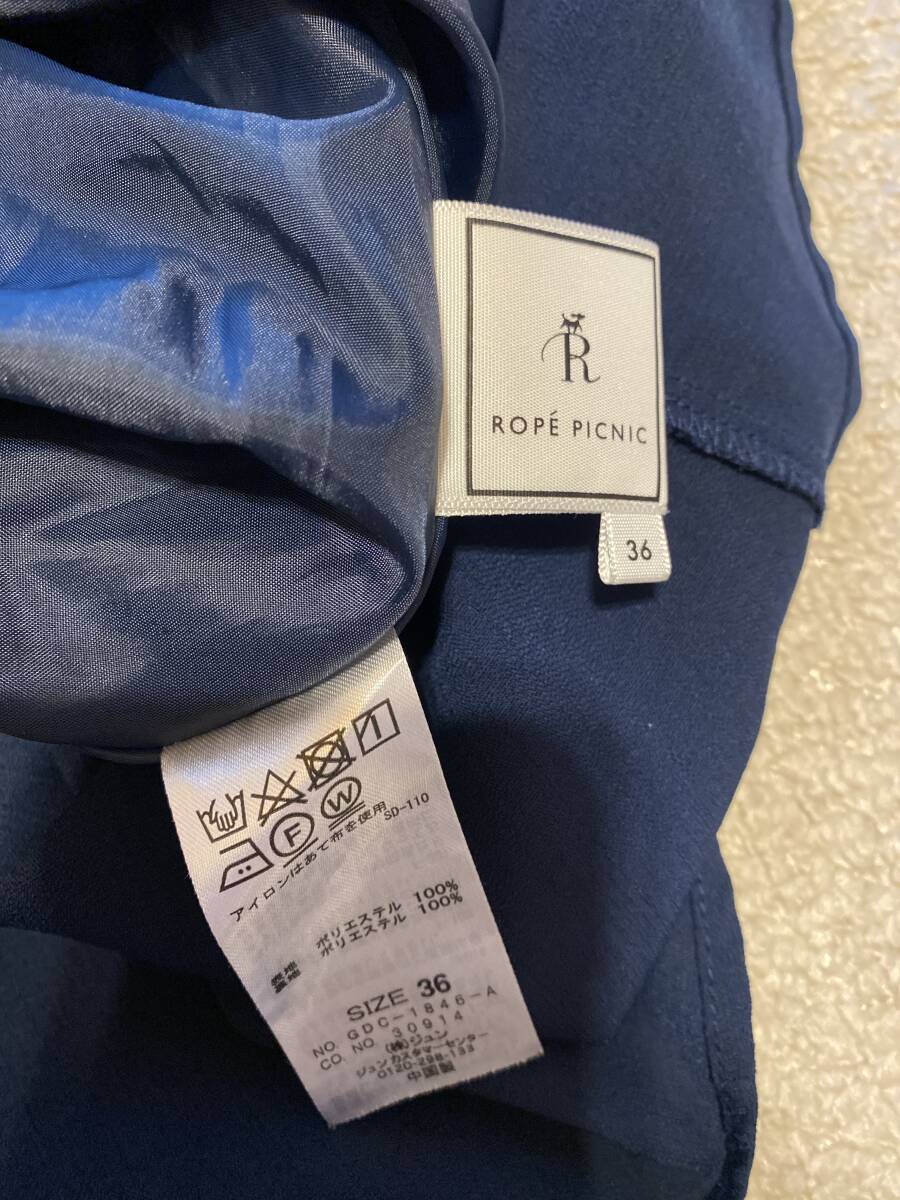 R
ROPÉ PICNIC
36
F W
アイロンはあて布を使用 SD-110
表地 ポリエステル 100%
裏地 ポリエステル 100%
SIZE 36
NO. GDC-1846-A
CO. NO. 30914
(株)ジュン
ジュンカスタマーセンター
0120-298-133
中国製